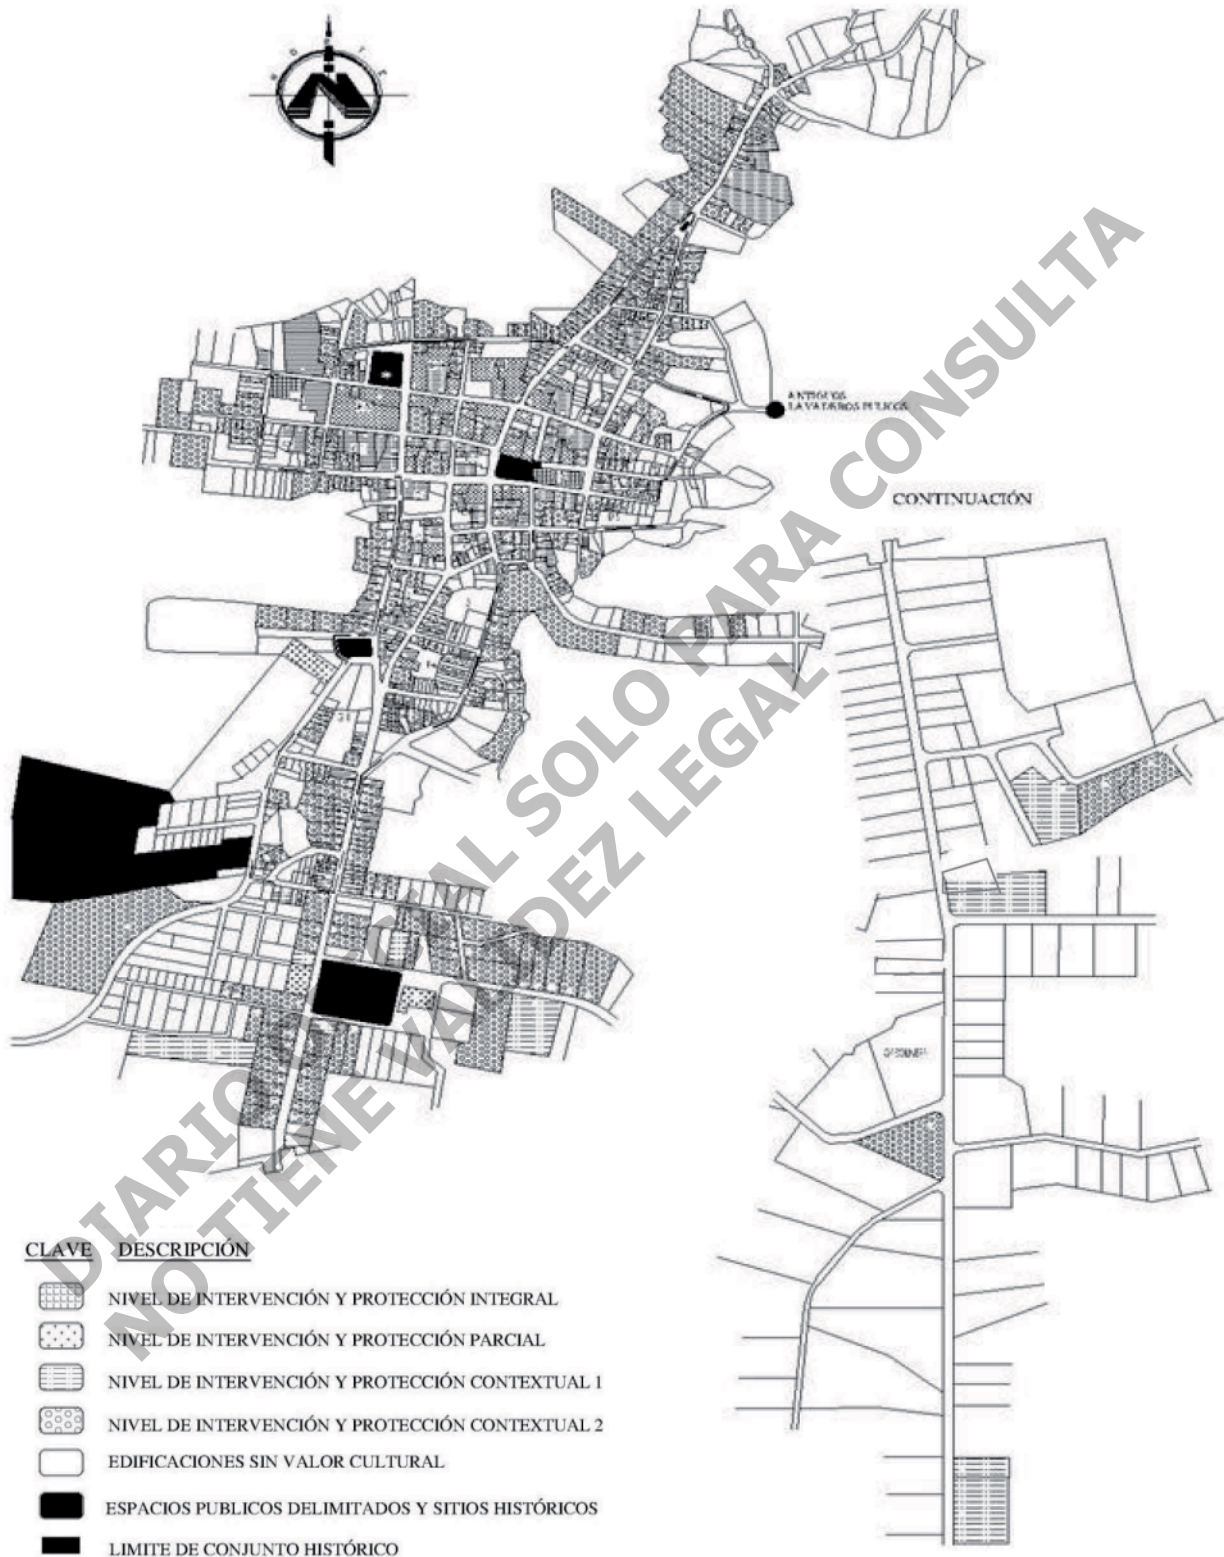 N
ANTIGUOS
LAVADEROS PULICOS
CONTINUACIÓN
DIARIO OFICIAL SOLO PARA CONSULTA
NO TIENE VALIDEZ LEGAL
CLAVE DESCRIPCIÓN
NIVEL DE INTERVENCIÓN Y PROTECCIÓN INTEGRAL
NIVEL DE INTERVENCIÓN Y PROTECCIÓN PARCIAL
NIVEL DE INTERVENCIÓN Y PROTECCIÓN CONTEXTUAL 1
NIVEL DE INTERVENCIÓN Y PROTECCIÓN CONTEXTUAL 2
EDIFICACIONES SIN VALOR CULTURAL
ESPACIOS PUBLICOS DELIMITADOS Y SITIOS HISTÓRICOS
LIMITE DE CONJUNTO HISTÓRICO